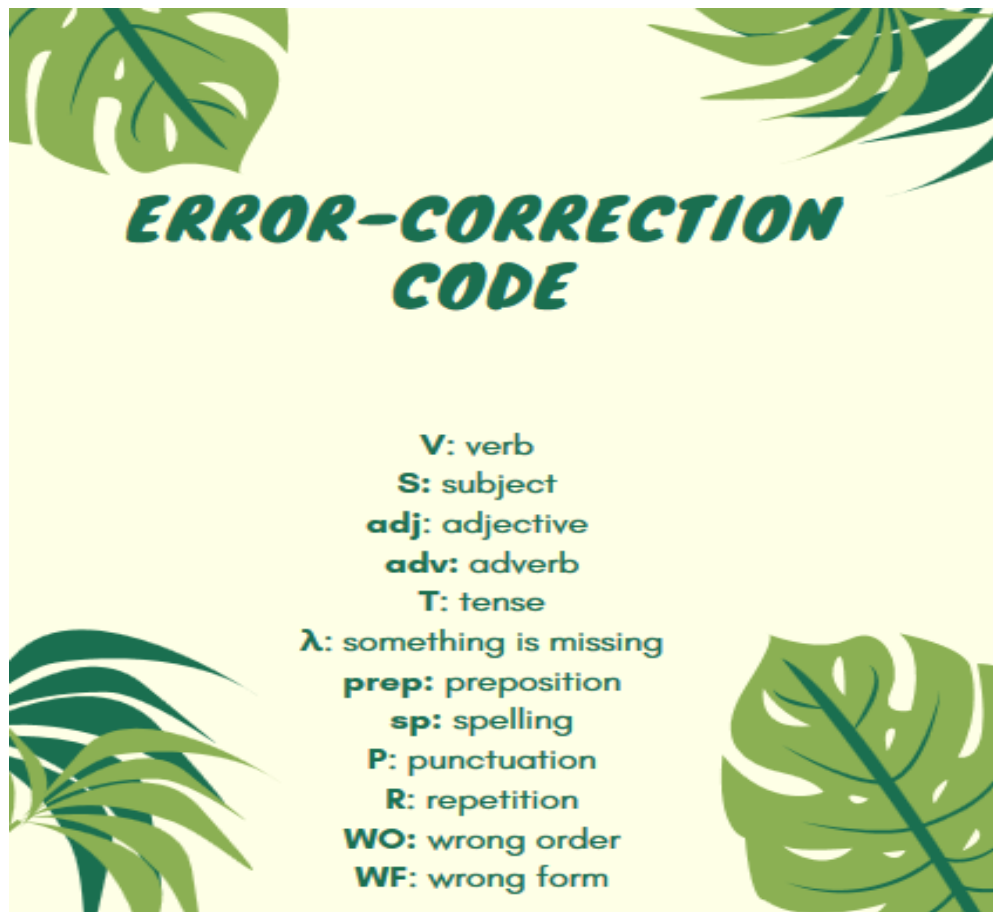 ERROR-CORRECTION
CODE
V: verb
S: subject
adj: adjective
adv: adverb
T: tense
λ: something is missing
prep: preposition
sp: spelling
P: punctuation
R: repetition
WO: wrong order
WF: wrong form